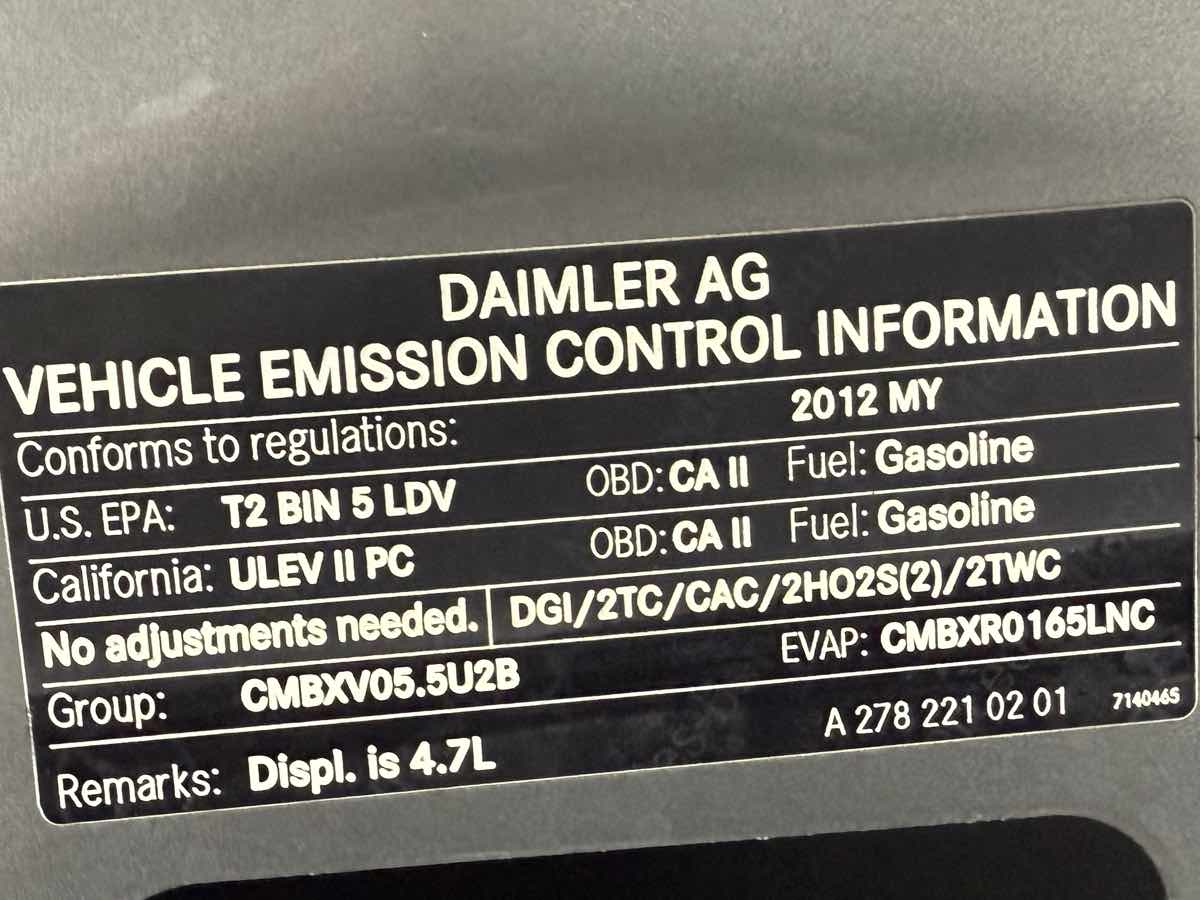 DAIMLER AG
VEHICLE EMISSION CONTROL INFORMATION
Conforms to regulations: 2012 MY
U.S. EPA: T2 BIN 5 LDV OBD: CA II Fuel: Gasoline
California: ULEV II PC OBD: CA II Fuel: Gasoline
No adjustments needed. DGI/2TC/CAC/2HO2S(2)/2TWC
Group: CMBXV05.5U2B EVAP: CMBXR0165LNC
Remarks: Displ. is 4.7L A 278 221 02 01 7140465